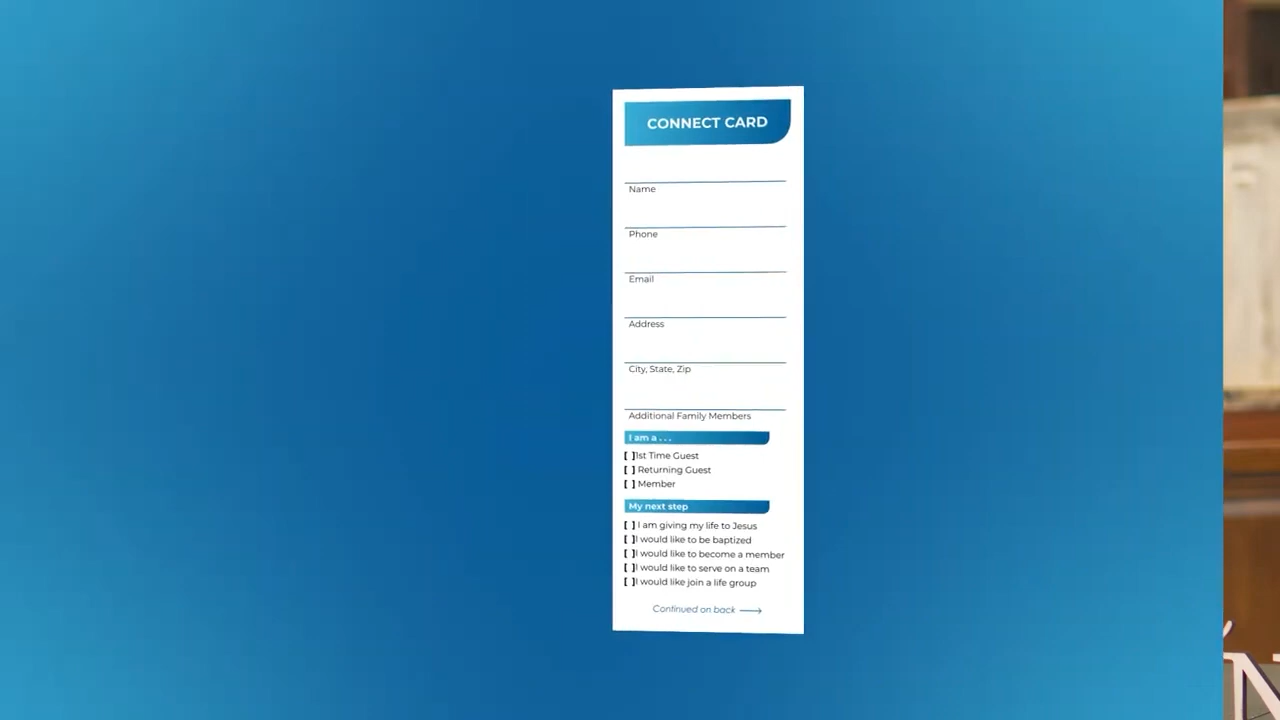 CONNECT CARD
Name
Phone
Email
Address
City, State, Zip
Additional Family Members
I am a . . .
[ ]1st Time Guest
[ ] Returning Guest
[ ] Member
My next step
[ ] I am giving my life to Jesus
[ ]I would like to be baptized
[ ]I would like to become a member
[ ]I would like to serve on a team
[ ]I would like join a life group
Continued on back ⟶